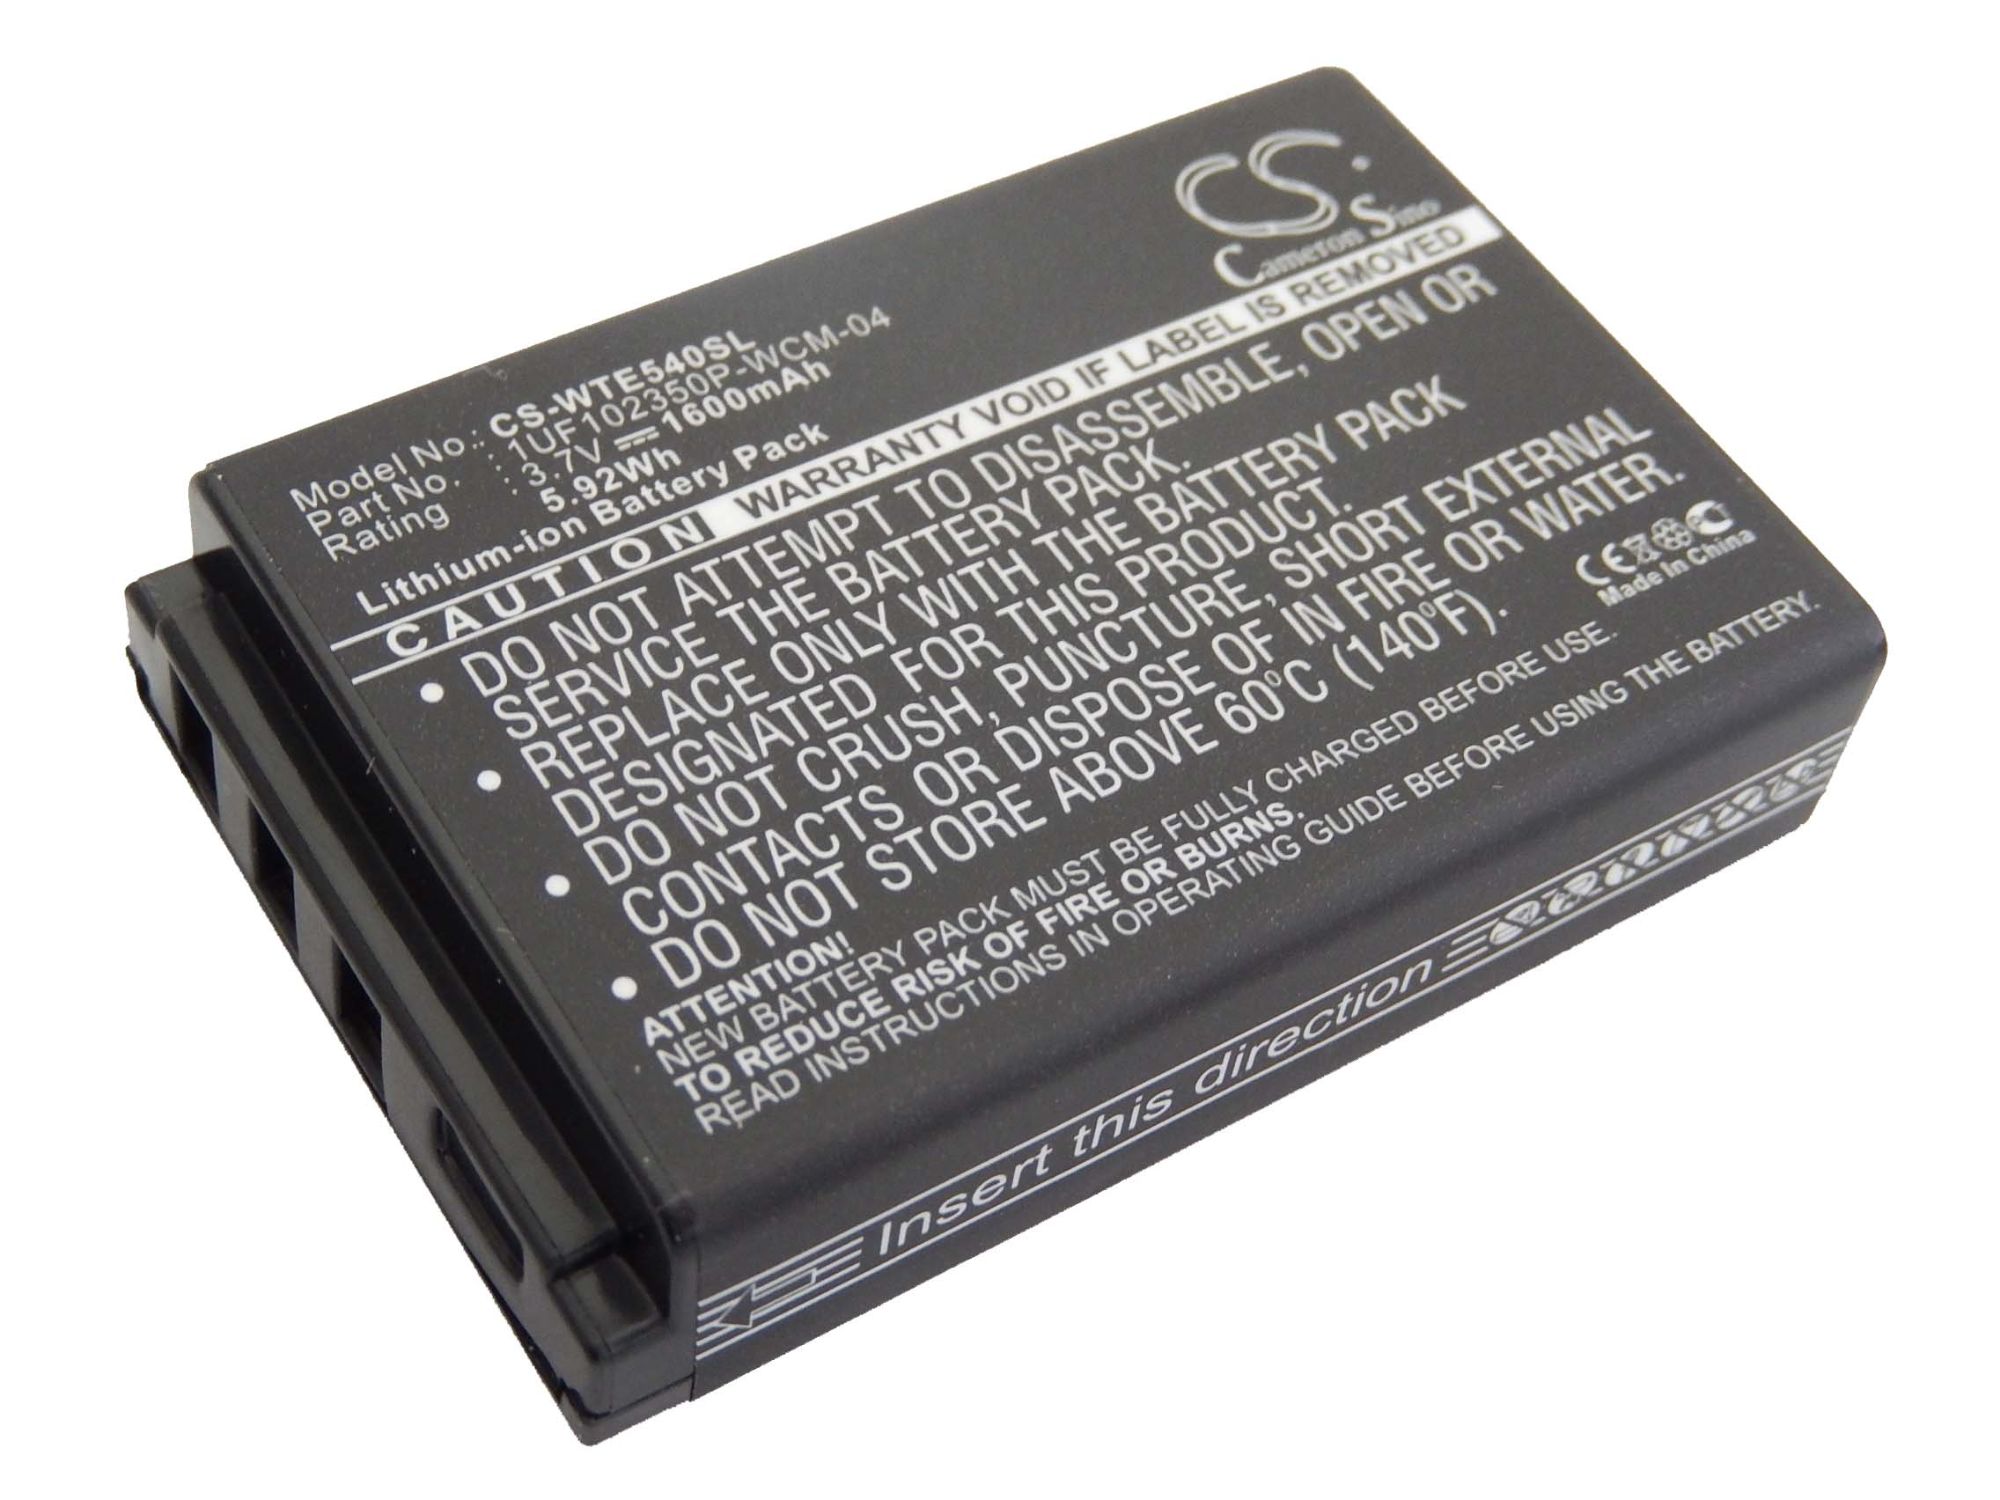 CS
Cameron Sino
Model No.: CS-WTE540SL
Part No. : 1UF102350P-WCM-04
Rating : 3.7V 1600mAh
5.92Wh
Lithium-ion Battery Pack
CAUTION WARRANTY VOID IF LABEL IS REMOVED
• DO NOT ATTEMPT TO DISASSEMBLE, OPEN OR
SERVICE THE BATTERY PACK.
• REPLACE ONLY WITH THE BATTERY PACK
DESIGNATED FOR THIS PRODUCT.
• DO NOT CRUSH, PUNCTURE, SHORT EXTERNAL
CONTACTS OR DISPOSE OF IN FIRE OR WATER.
• DO NOT STORE ABOVE 60°C (140°F).
CE
Made In China
ATTENTION!
NEW BATTERY PACK MUST BE FULLY CHARGED BEFORE USE.
TO REDUCE RISK OF FIRE OR BURNS.
READ INSTRUCTIONS IN OPERATING GUIDE BEFORE USING THE BATTERY.
Insert this direction